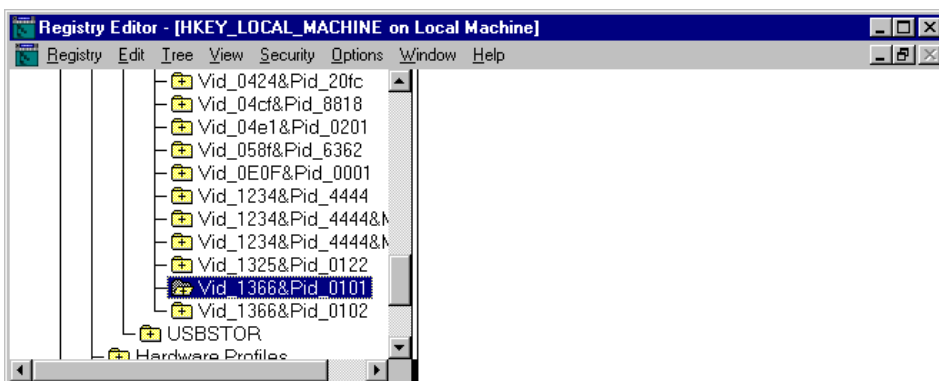 Registry Editor - [HKEY_LOCAL_MACHINE on Local Machine]
Registry Edit Tree View Security Options Window Help
Vid_0424&Pid_20fc
Vid_04cf&Pid_8818
Vid_04e1&Pid_0201
Vid_058f&Pid_6362
Vid_0E0F&Pid_0001
Vid_1234&Pid_4444
Vid_1234&Pid_4444&M
Vid_1234&Pid_4444&M
Vid_1325&Pid_0122
Vid_1366&Pid_0101
Vid_1366&Pid_0102
USBSTOR
Hardware Profiles